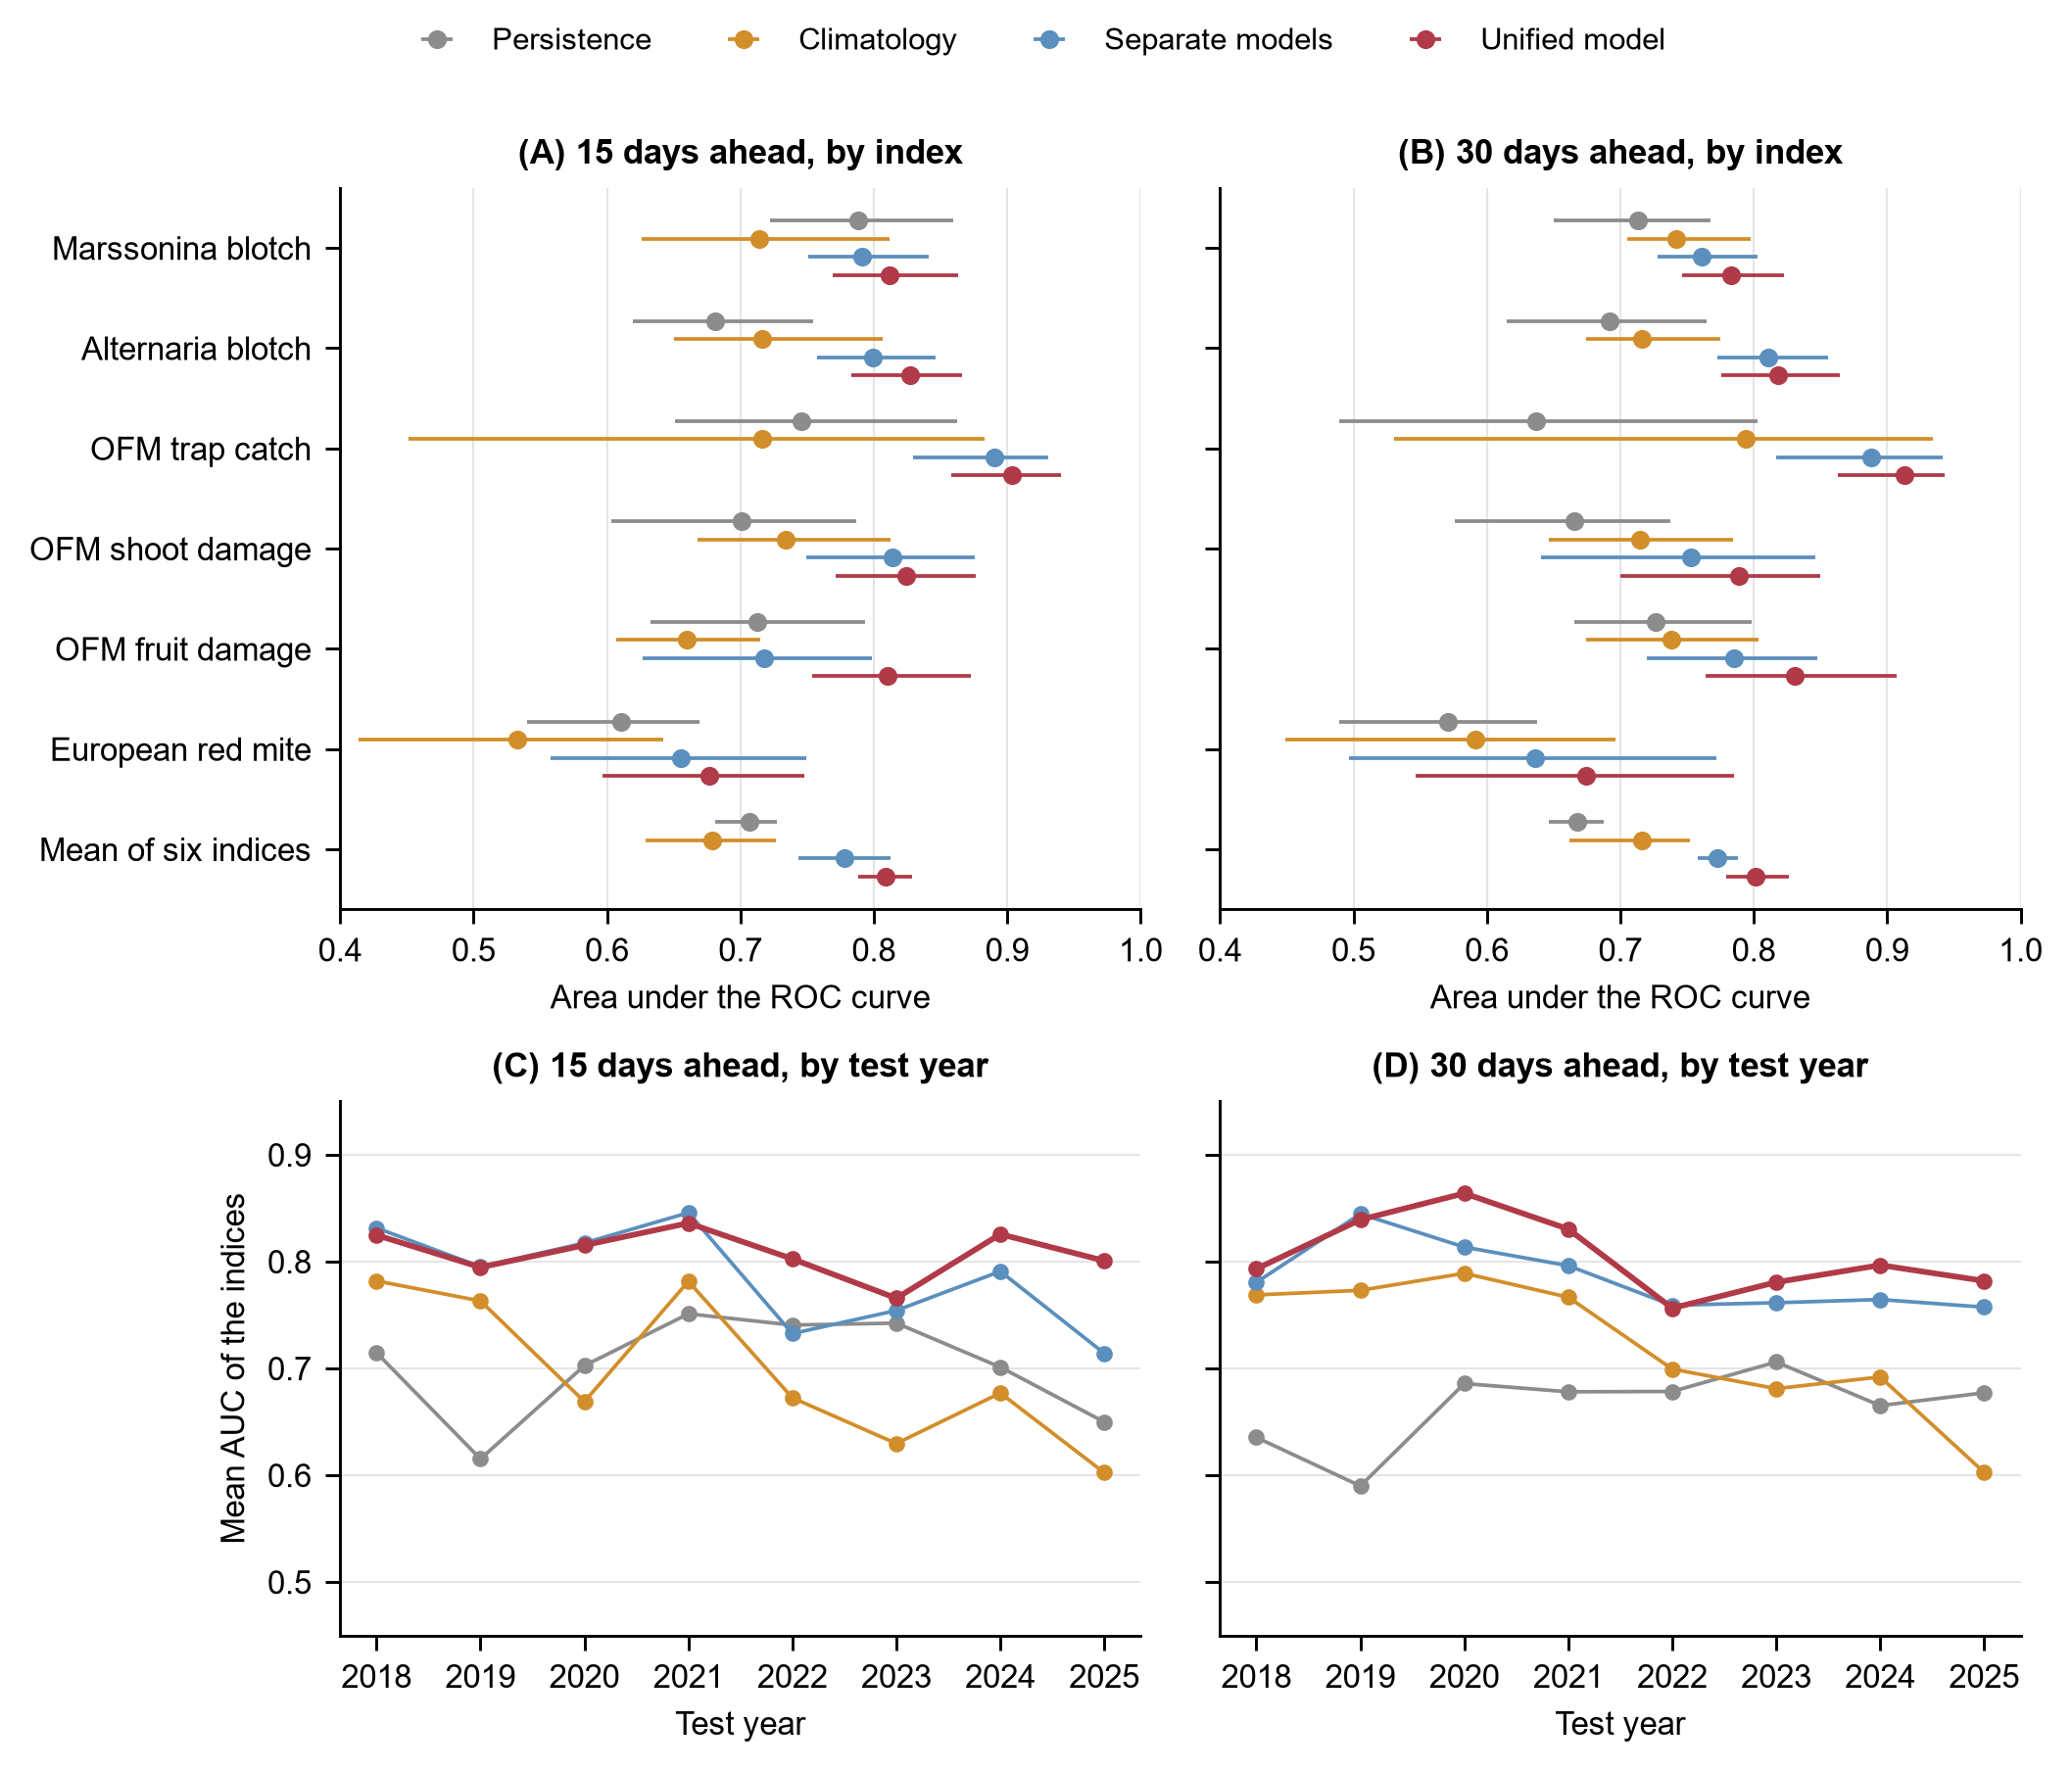 Persistence Climatology Separate models Unified model
(A) 15 days ahead, by index
(B) 30 days ahead, by index
Marssonina blotch
Alternaria blotch
OFM trap catch
OFM shoot damage
OFM fruit damage
European red mite
Mean of six indices
0.4 0.5 0.6 0.7 0.8 0.9 1.0
0.4 0.5 0.6 0.7 0.8 0.9 1.0
Area under the ROC curve
Area under the ROC curve
(C) 15 days ahead, by test year
(D) 30 days ahead, by test year
Mean AUC of the indices
0.9
0.8
0.7
0.6
0.5
2018 2019 2020 2021 2022 2023 2024 2025
2018 2019 2020 2021 2022 2023 2024 2025
Test year
Test year